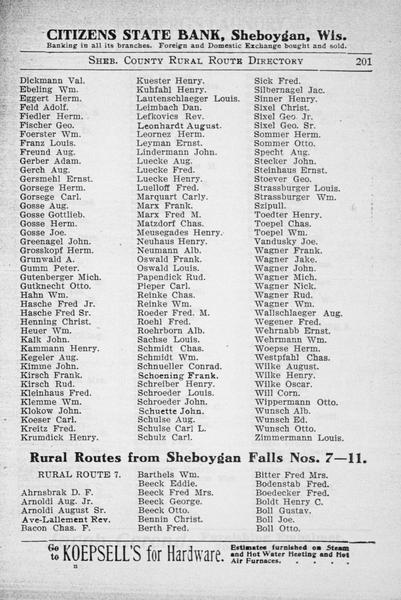 CITIZENS STATE BANK, Sheboygan, Wis.
Banking in all its branches. Foreign and Domestic Exchange bought and sold.
SHEB. COUNTY RURAL ROUTE DIRECTORY 201
Dickmann Val.
Ebeling Wm.
Eggert Herm.
Feld Adolf.
Fiedler Herm.
Fischer Geo.
Foerster Wm.
Franz Louis.
Freund Aug.
Gerber Adam.
Gerch Aug.
Gersmehl Ernst.
Gorsege Herm.
Gorsege Carl.
Gosse Aug.
Gosse Gottlieb.
Gosse Herm.
Gosse Joe.
Greenagel John.
Grosskopf Herm.
Grunwald A.
Gumm Peter.
Gutenberger Mich.
Gutknecht Otto.
Hahn Wm.
Hasche Fred Jr.
Hasche Fred Sr.
Henning Christ.
Heuer Wm.
Kalk John.
Kammann Henry.
Kegeler Aug.
Kimme John.
Kirsch Aug.
Kirsch Rud.
Kleinhaus Fred.
Klemme Wm.
Klokow John.
Koeser Carl.
Kreitz Fred.
Krumdick Henry.
Kuester Henry.
Kuhfahl Henry.
Lautenschlaeger Louis.
Leimbach Dan.
Lefkovics Rev.
Leonhardt August.
Leornez Herm.
Leyman Ernst.
Lindermann John.
Luecke Aug.
Luecke Fred.
Luecke Henry.
Luelloff Fred.
Marquart Carly.
Marx Frank.
Marx Fred M.
Matzdorf Chas.
Meusegades Henry.
Neuhaus Henry.
Neumann Alb.
Oswald Frank.
Oswald Louis.
Papendick Rud.
Pieper Carl.
Reinke Chas.
Reinke Wm.
Roeder Fred. M.
Roehl Fred.
Roehrborn Alb.
Sachse Louis.
Schmidt Chas.
Schmidt Wm.
Schnueller Conrad.
Schoening Frank.
Schreiber Henry.
Schroeder Louis.
Schroeder John.
Schuette John.
Schulse Aug.
Schulse Carl L.
Schulz Carl.
Sick Fred.
Silbernagel Jac.
Sinner Henry.
Sixel Christ.
Sixel Geo. Jr.
Sixel Geo. Sr.
Sommer Herm.
Sommer Otto.
Specht Aug.
Stecker John.
Steinhaus Ernst.
Stoever Geo.
Strassburger Louis.
Strassburger Wm.
Szipull.
Toedter Henry.
Toepel Chas.
Toepel Wm.
Vandusky Joe.
Wagner Frank.
Wagner Jake.
Wagner John.
Wagner Mich.
Wagner Nick.
Wagner Rud.
Wagner Wm.
Wallschlaeger Aug.
Wegener Fred.
Wehrnab Ernst.
Wehrmann Wm.
Woepse Herm.
Westpfahl Chas.
Wilke August.
Wilke Henry.
Wilke Oscar.
Will Corn.
Wippermann Otto.
Wunsch Alb.
Wunsch Ed.
Wunsch Otto.
Zimmermann Louis.
Rural Routes from Sheboygan Falls Nos. 7—11.
RURAL ROUTE 7.
Ahrnsbrak D. F.
Arnoldi Aug. Jr.
Arnoldi August Sr.
Ave-Lallement Rev.
Bacon Chas. F.
Barthels Wm.
Beeck Eddie.
Beeck Fred Mrs.
Beeck George.
Beeck Otto.
Bennin Christ.
Berth Fred.
Bitter Fred Mrs.
Bodenstab Fred.
Boedecker Fred.
Boldt Henry C.
Boll Gustav.
Boll Joe.
Boll Otto.
Go to KOEPSELL'S for Hardware.
Estimates furnished on Steam
and Hot Water Heating and Hot
Air Furnaces. . . . .
n